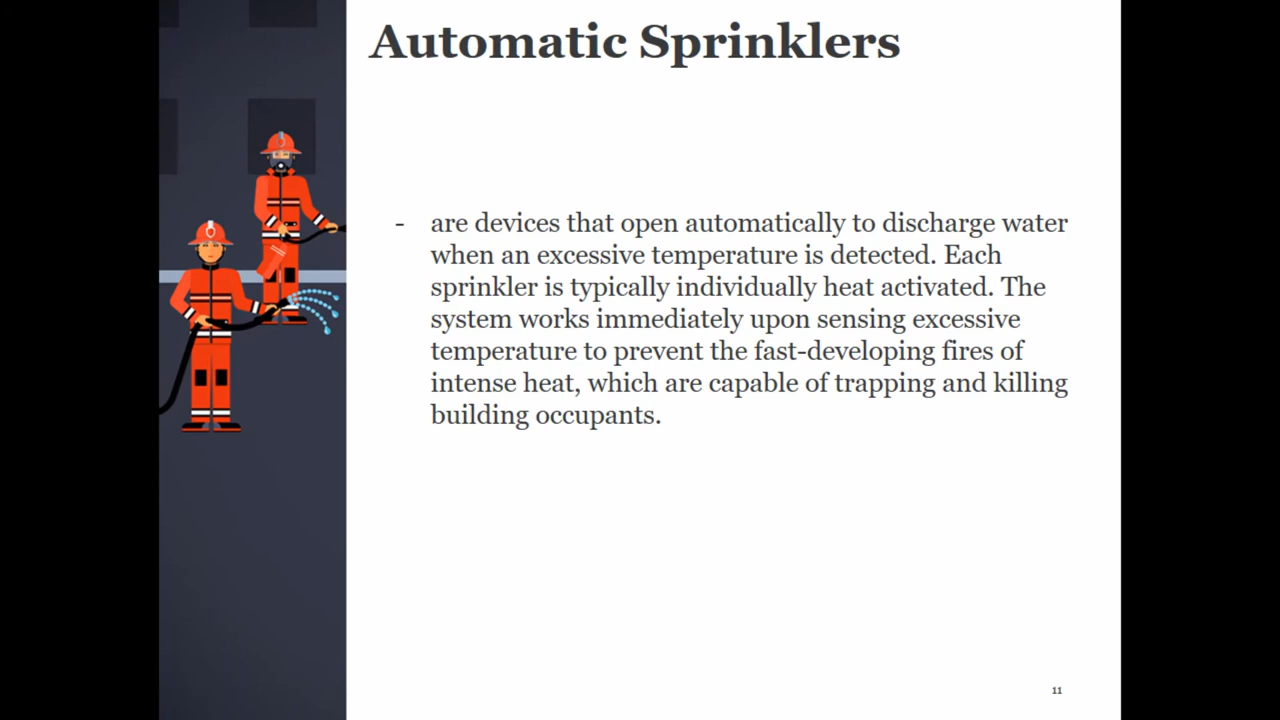 Automatic Sprinklers
- are devices that open automatically to discharge water
when an excessive temperature is detected. Each
sprinkler is typically individually heat activated. The
system works immediately upon sensing excessive
temperature to prevent the fast-developing fires of
intense heat, which are capable of trapping and killing
building occupants.
11